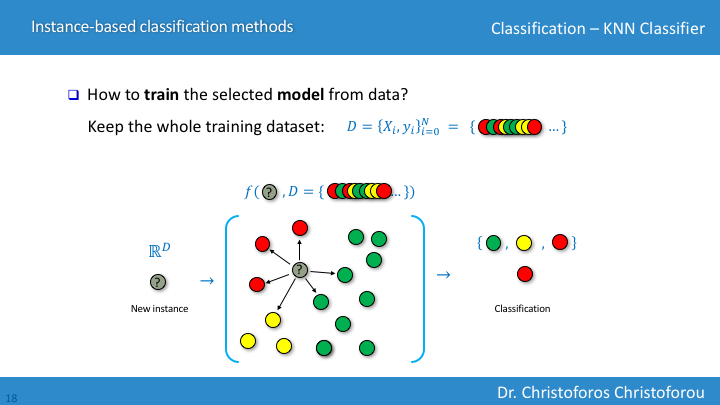 Instance-based classification methods
Classification – KNN Classifier
How to train the selected model from data?
Keep the whole training dataset: D = {X_i, y_i}_{i=0}^N = { … }
f( ? , D = { … })
ℝ^D
{ , , }
?
?
→
→
New instance
Classification
18
Dr. Christoforos Christoforou